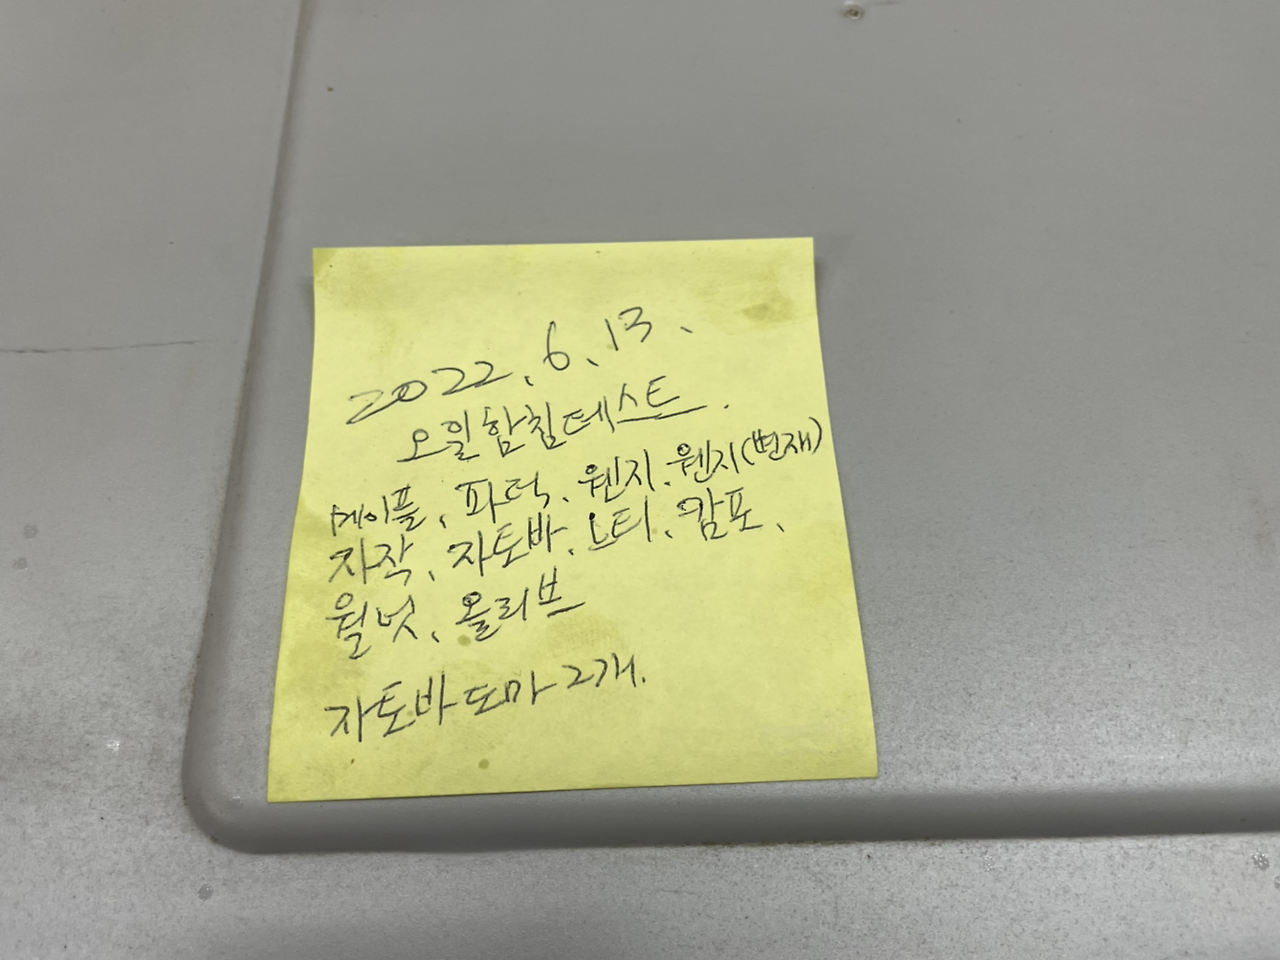 2022. 6. 13.
오일함침테스트.
메이플, 파덕, 웬지, 웬지(변재)
자작, 자토바, 느티, 캄포,
월넛, 올리브
자토바 도마 2개.